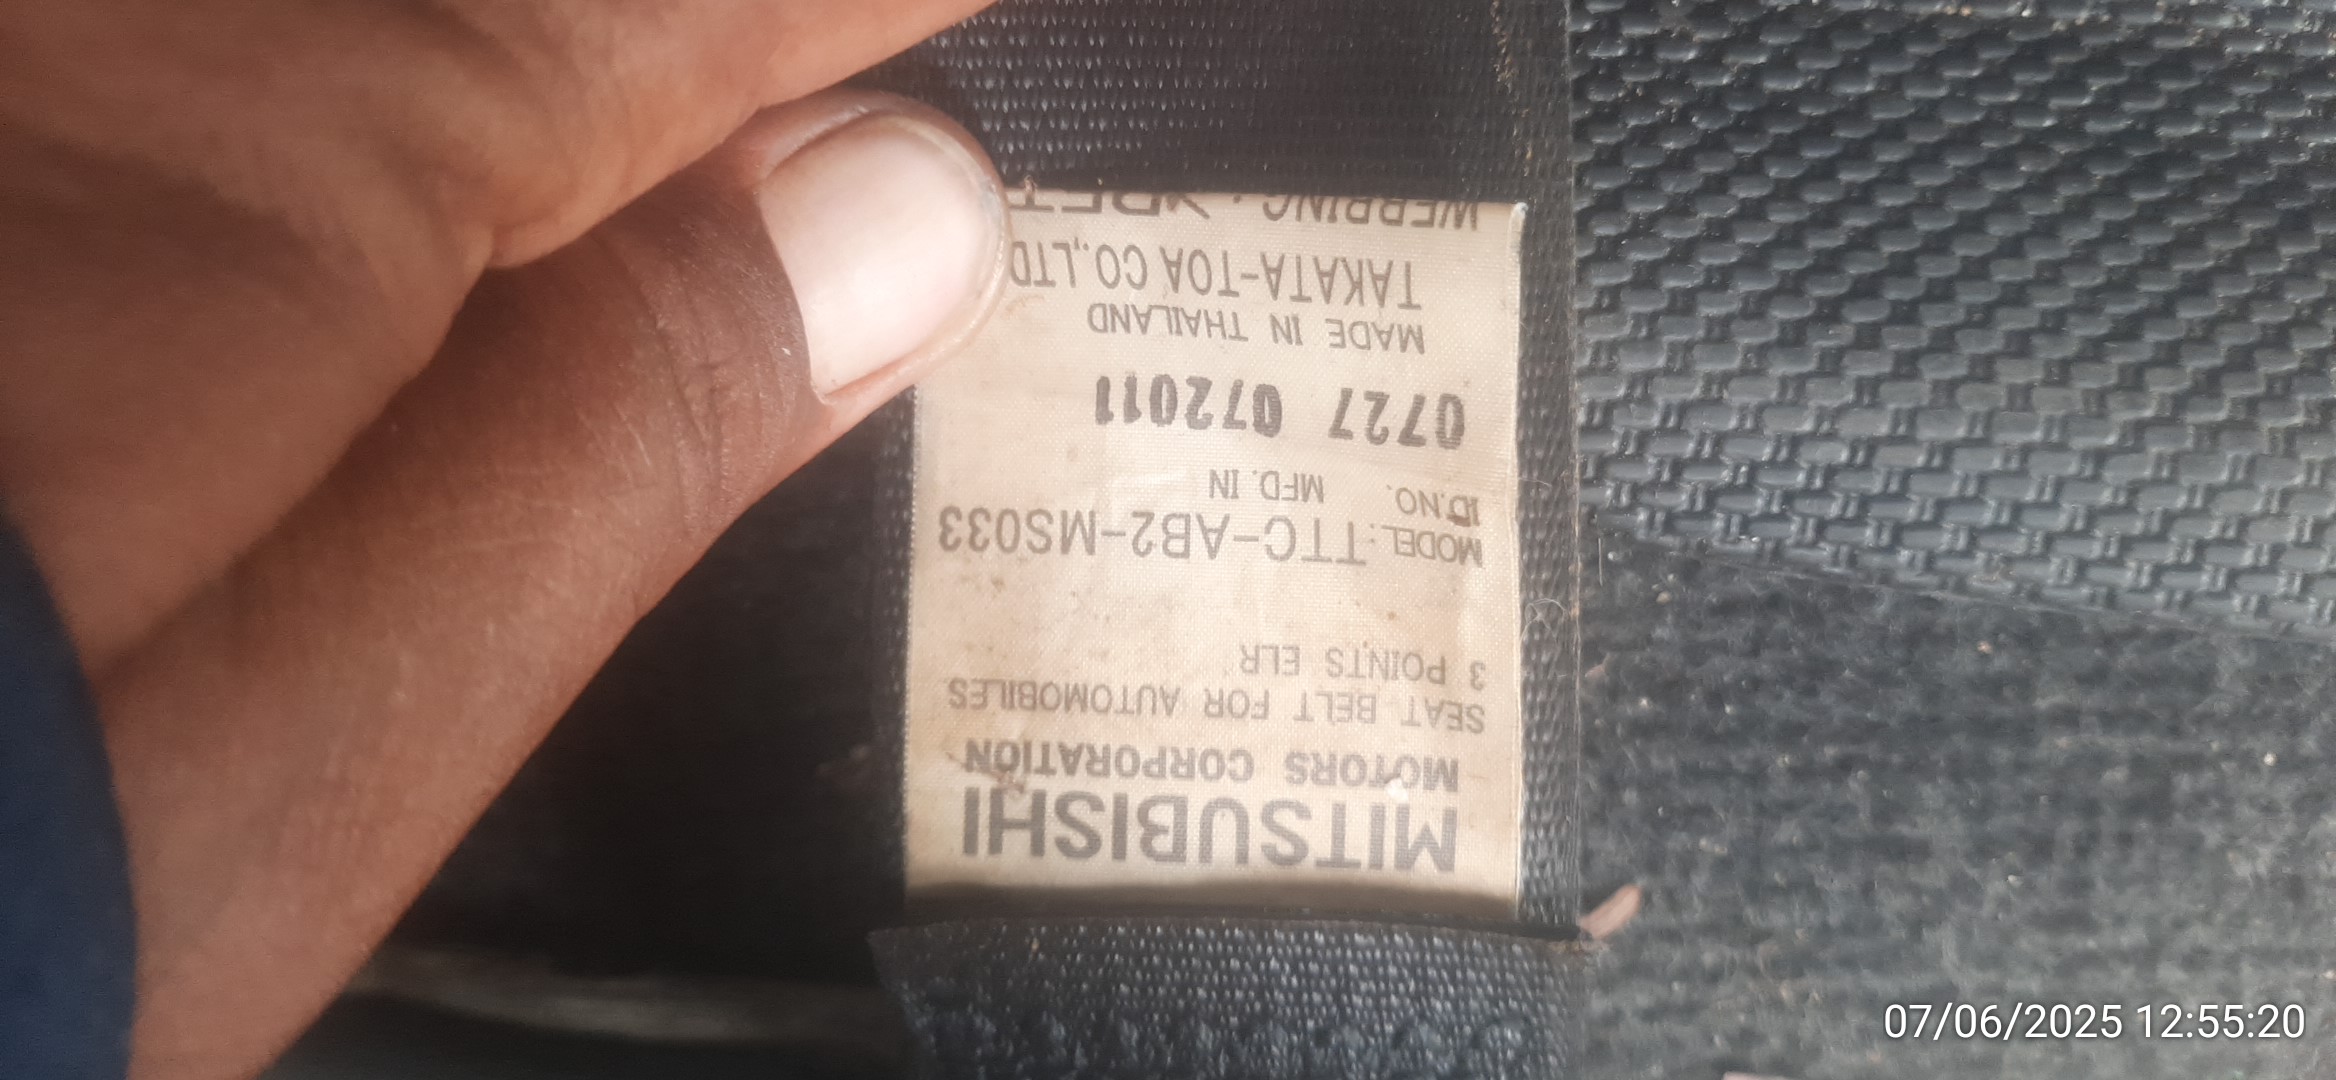 MITSUBISHI
MOTORS CORPORATION
SEAT BELT FOR AUTOMOBILES
3 POINTS ELR
MODEL. TTC-AB2-MS033
ID.NO. MFD. IN
0727 072011
MADE IN THAILAND
TAKATA-TOA CO.,LTD
WEBBING :
07/06/2025 12:55:20